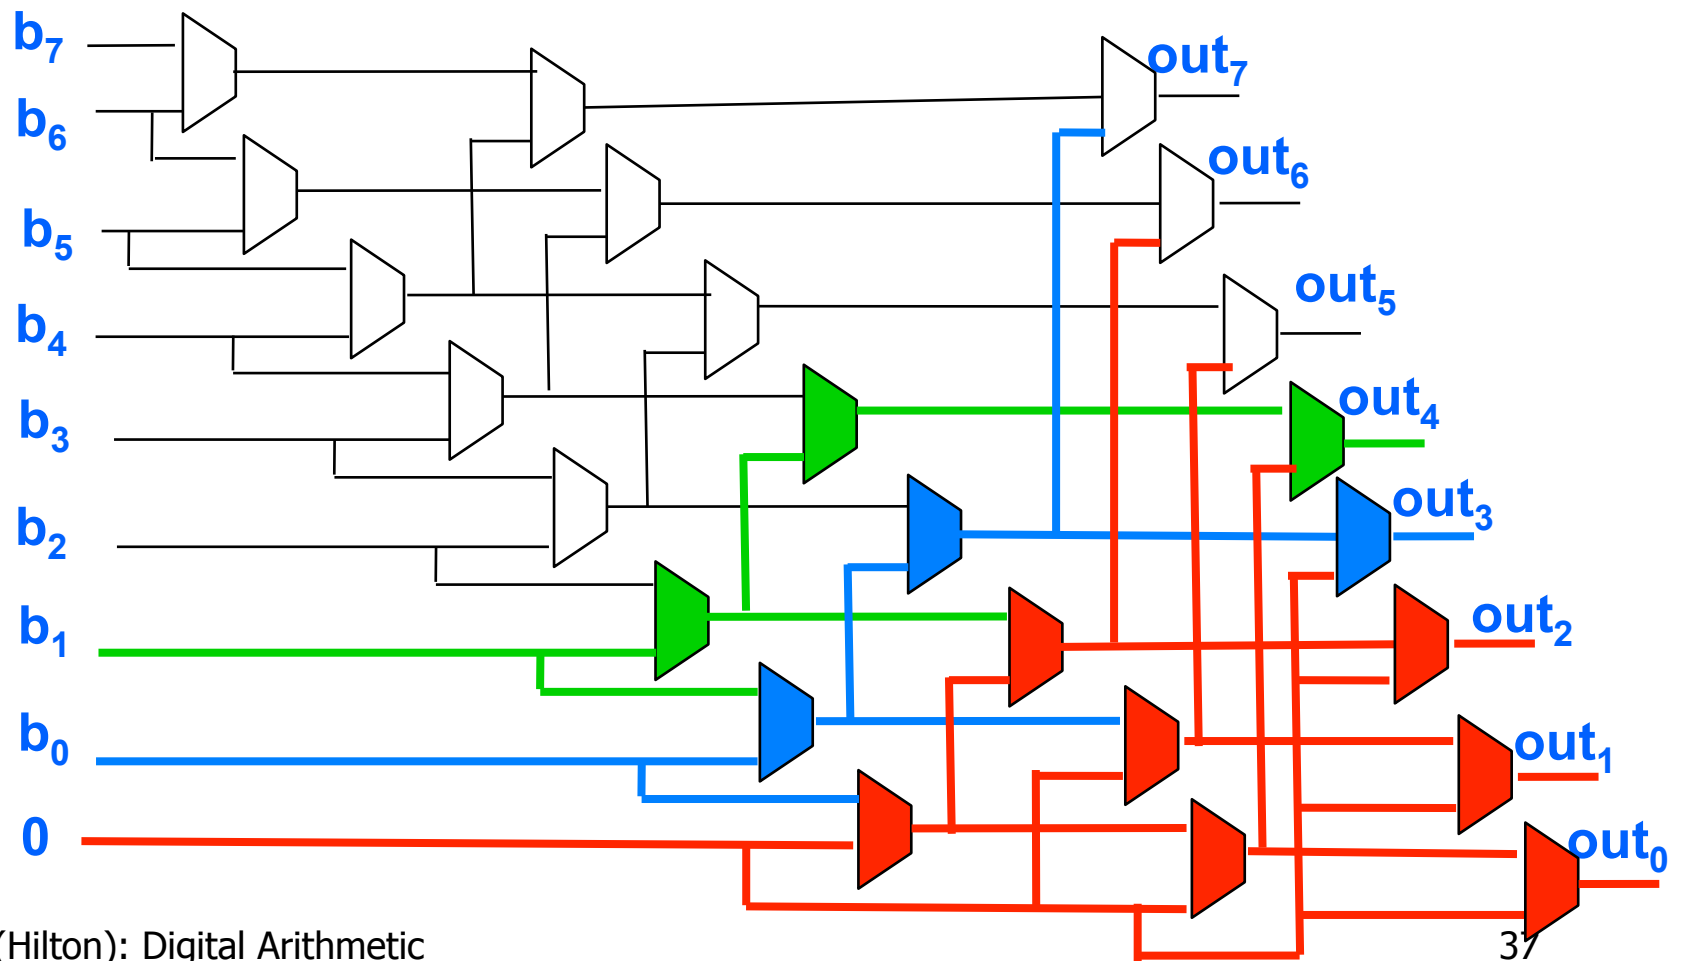 b7
out7
b6
out6
b5
out5
b4
out4
b3
out3
b2
out2
b1
out1
b0
out0
0
(Hilton): Digital Arithmetic
37